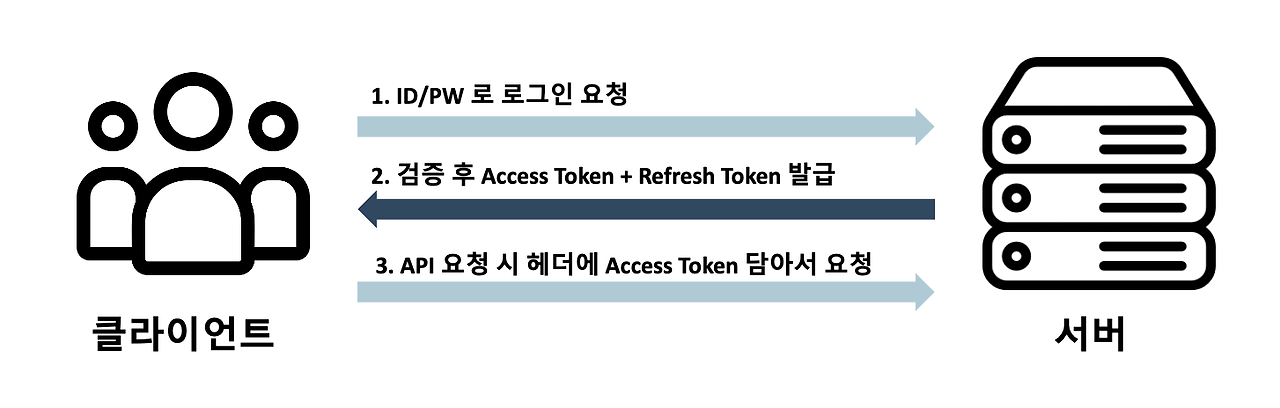 1. ID/PW 로 로그인 요청
2. 검증 후 Access Token + Refresh Token 발급
3. API 요청 시 헤더에 Access Token 담아서 요청
클라이언트
서버